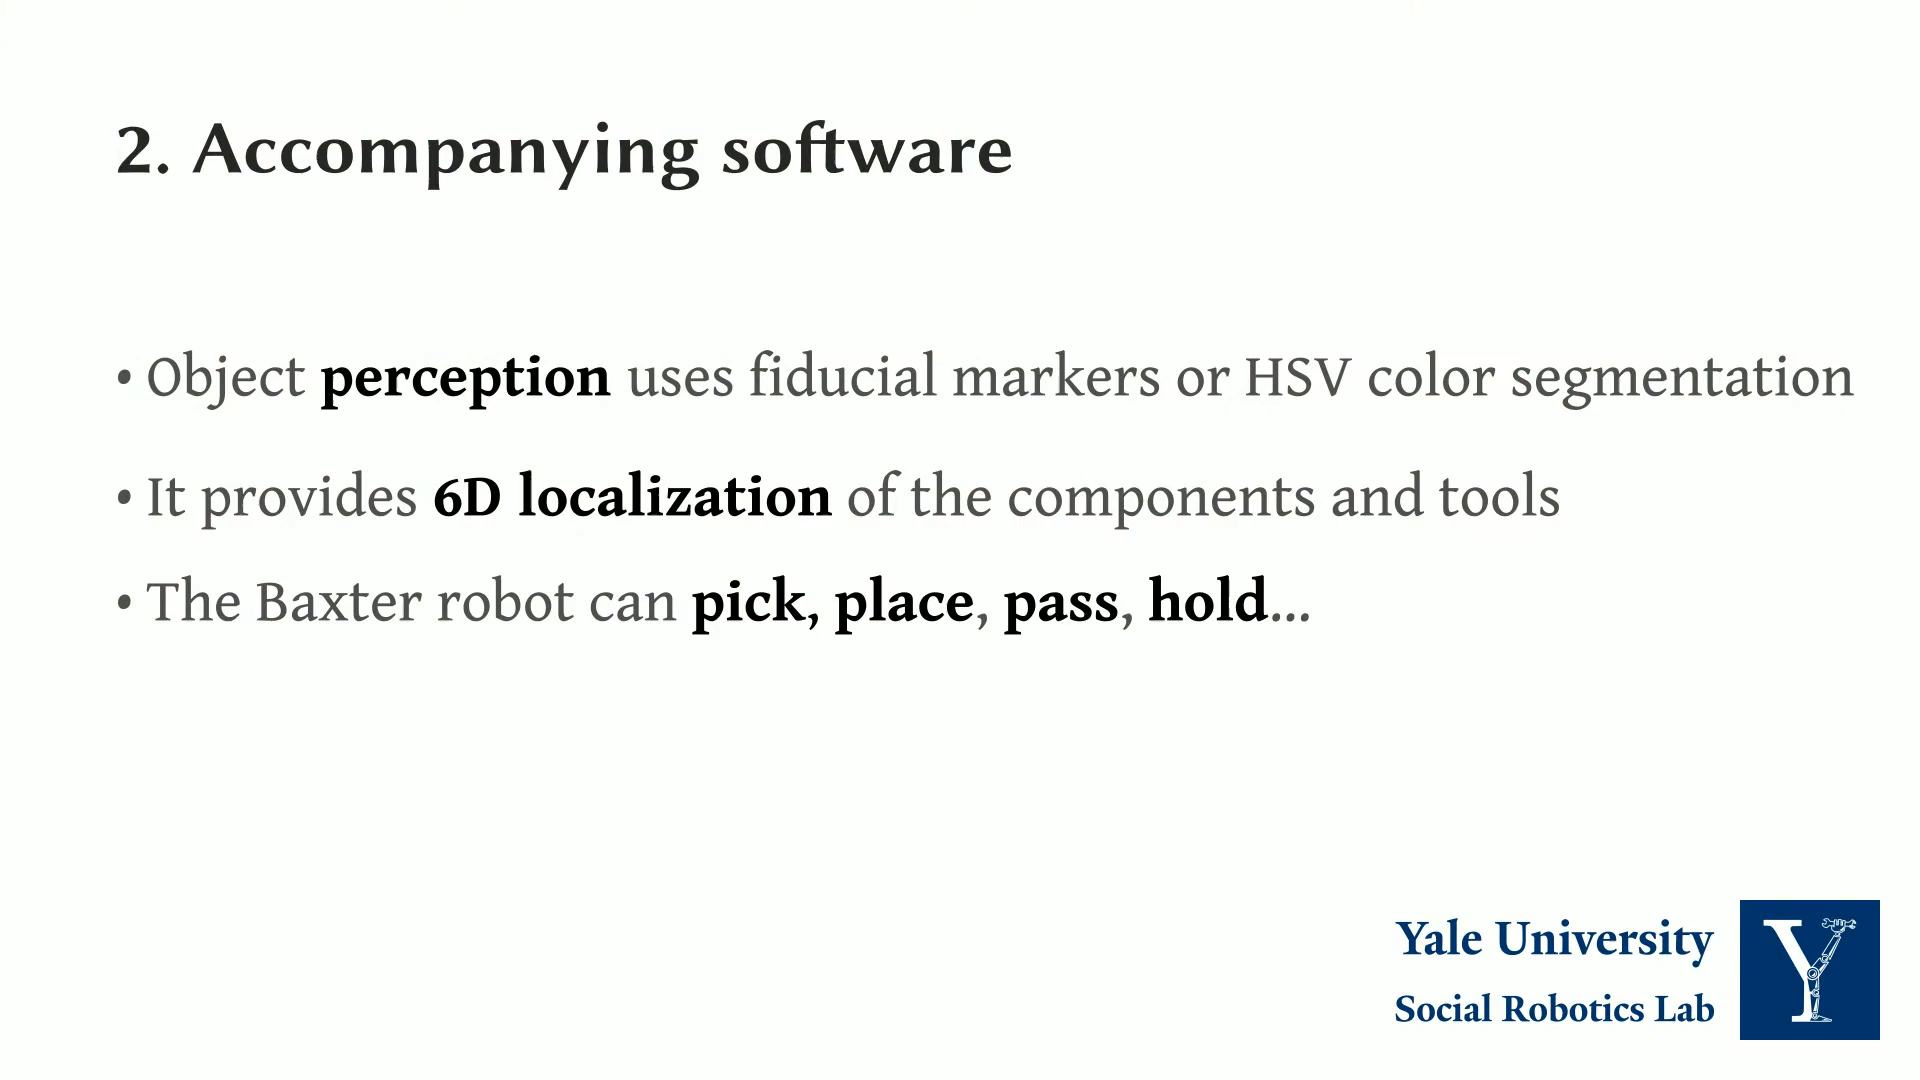 2. Accompanying software
• Object perception uses fiducial markers or HSV color segmentation
• It provides 6D localization of the components and tools
• The Baxter robot can pick, place, pass, hold...
Yale University
Social Robotics Lab
Y